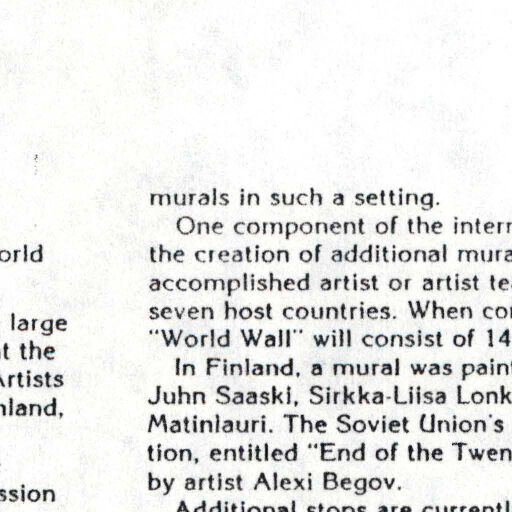 orld
large
t the
Artists
nland,
ssion
murals in such a setting.
One component of the intern
the creation of additional mura
accomplished artist or artist te
seven host countries. When co
"World Wall" will consist of 14
In Finland, a mural was paint
Juhn Saaski, Sirkka-Liisa Lonk
Matinlauri. The Soviet Union's
tion, entitled "End of the Twen
by artist Alexi Begov.
Additional stops are currentl